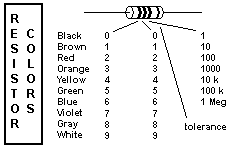 RESISTOR
COLORS
Black 0 0 1
Brown 1 1 10
Red 2 2 100
Orange 3 3 1000
Yellow 4 4 10 k
Green 5 5 100 k
Blue 6 6 1 Meg
Violet 7 7
Gray 8 8 tolerance
White 9 9